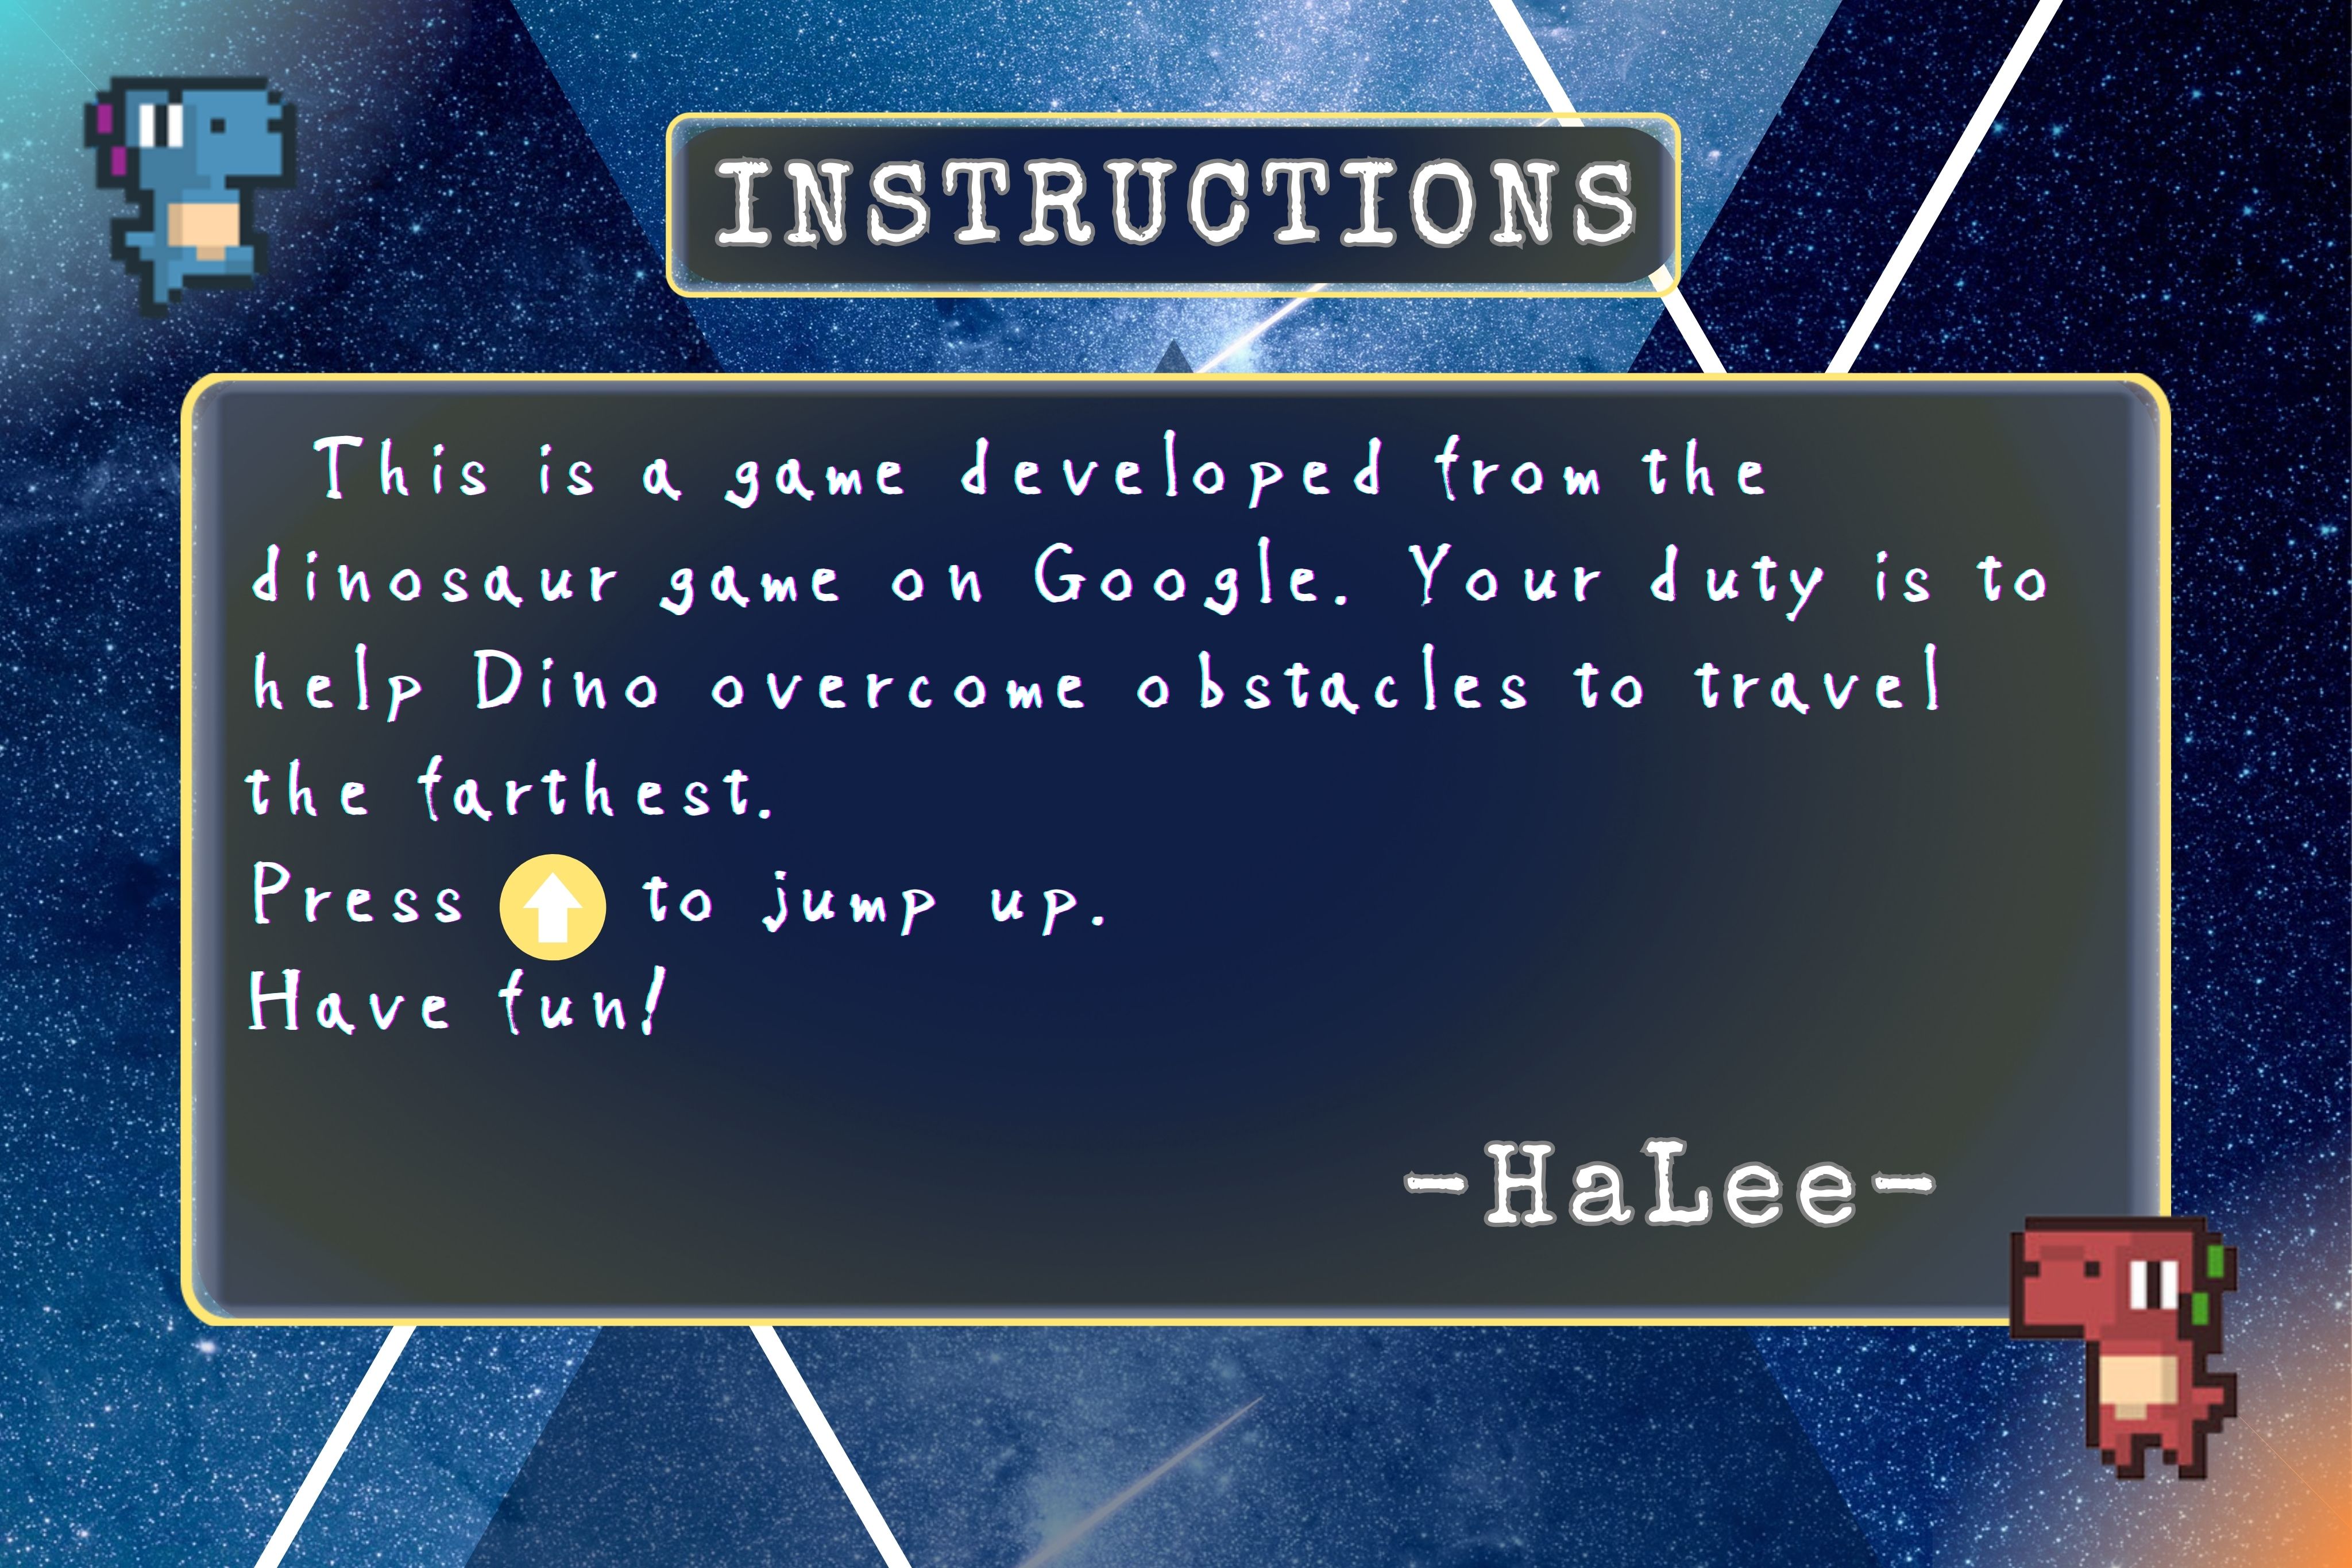 INSTRUCTIONS
This is a game developed from the
dinosaur game on Google. Your duty is to
help Dino overcome obstacles to travel
the farthest.
Press to jump up.
Have fun!
-HaLee-